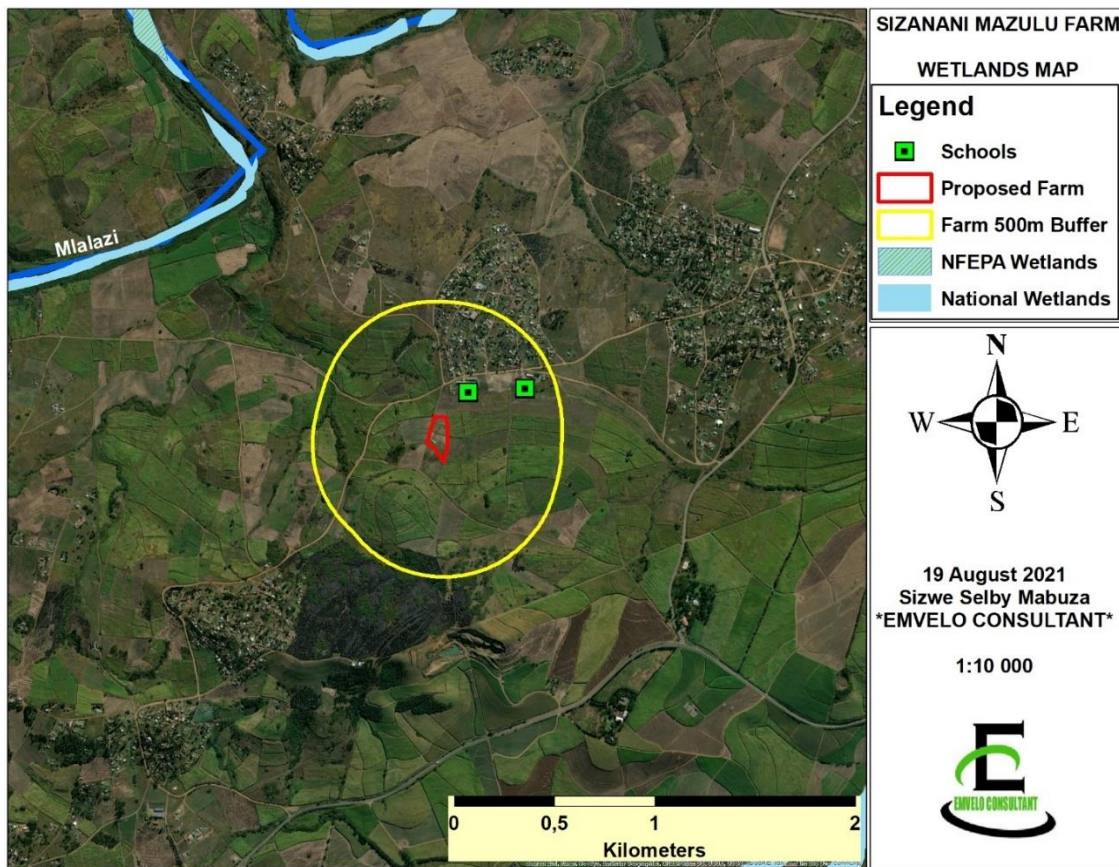 SIZANANI MAZULU FARM
WETLANDS MAP
Legend
Schools
Proposed Farm
Farm 500m Buffer
NFEPA Wetlands
National Wetlands
Mlalazi
N
W E
S
19 August 2021
Sizwe Selby Mabuza
*EMVELO CONSULTANT*
1:10 000
E
EMVELO CONSULTANT
0 0,5 1 2
Kilometers